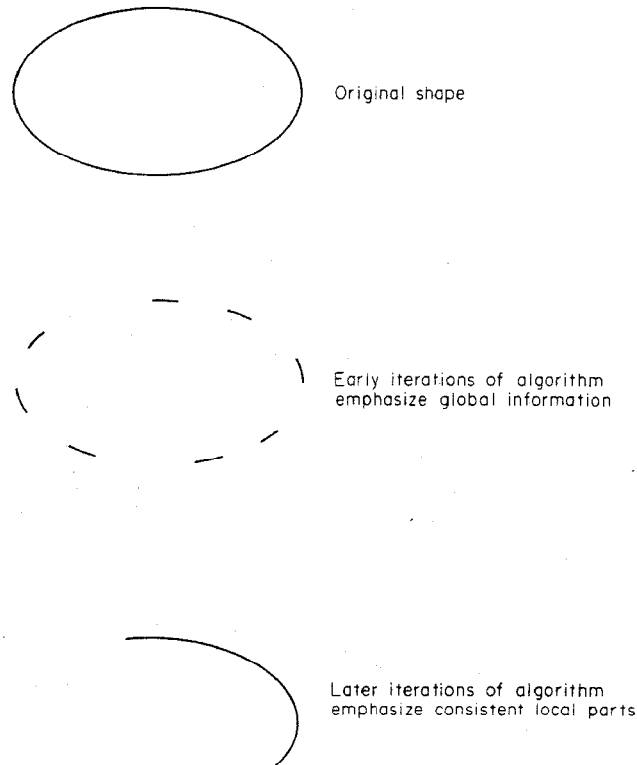 Original shape
Early iterations of algorithm
emphasize global information
Later iterations of algorithm
emphasize consistent local parts